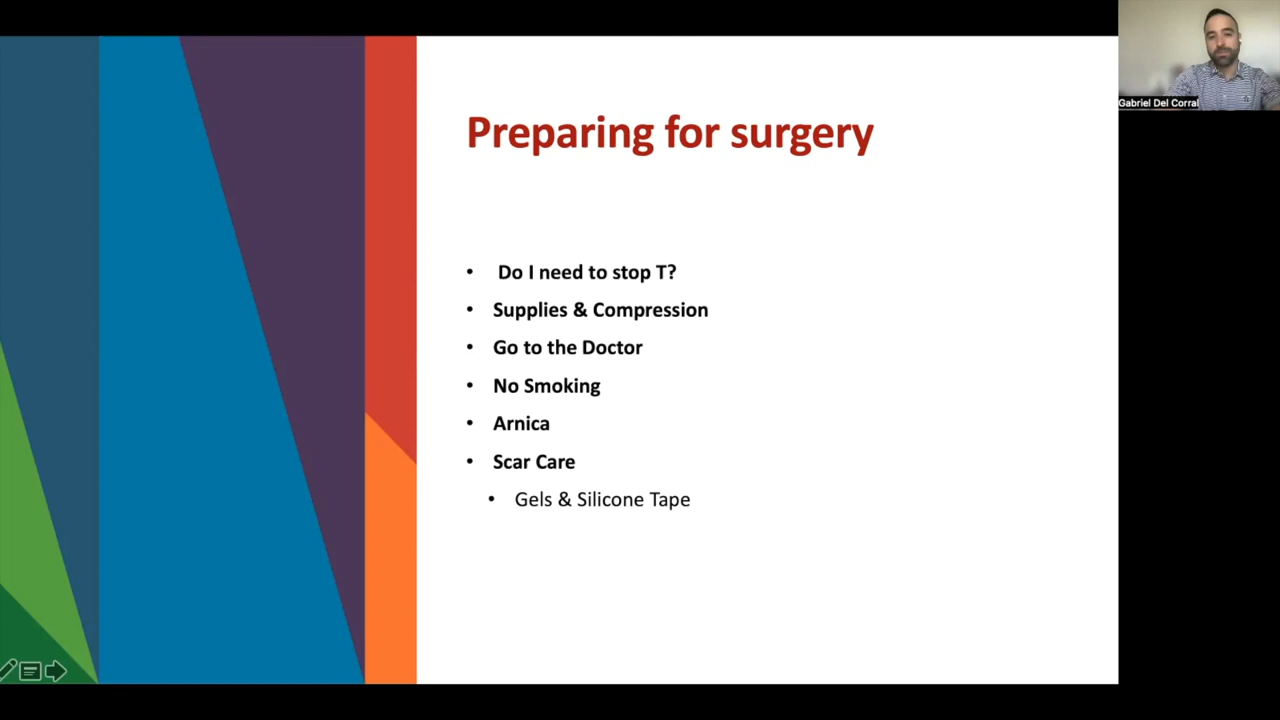 Preparing for surgery
• Do I need to stop T?
• Supplies & Compression
• Go to the Doctor
• No Smoking
• Arnica
• Scar Care
• Gels & Silicone Tape
Gabriel Del Corral